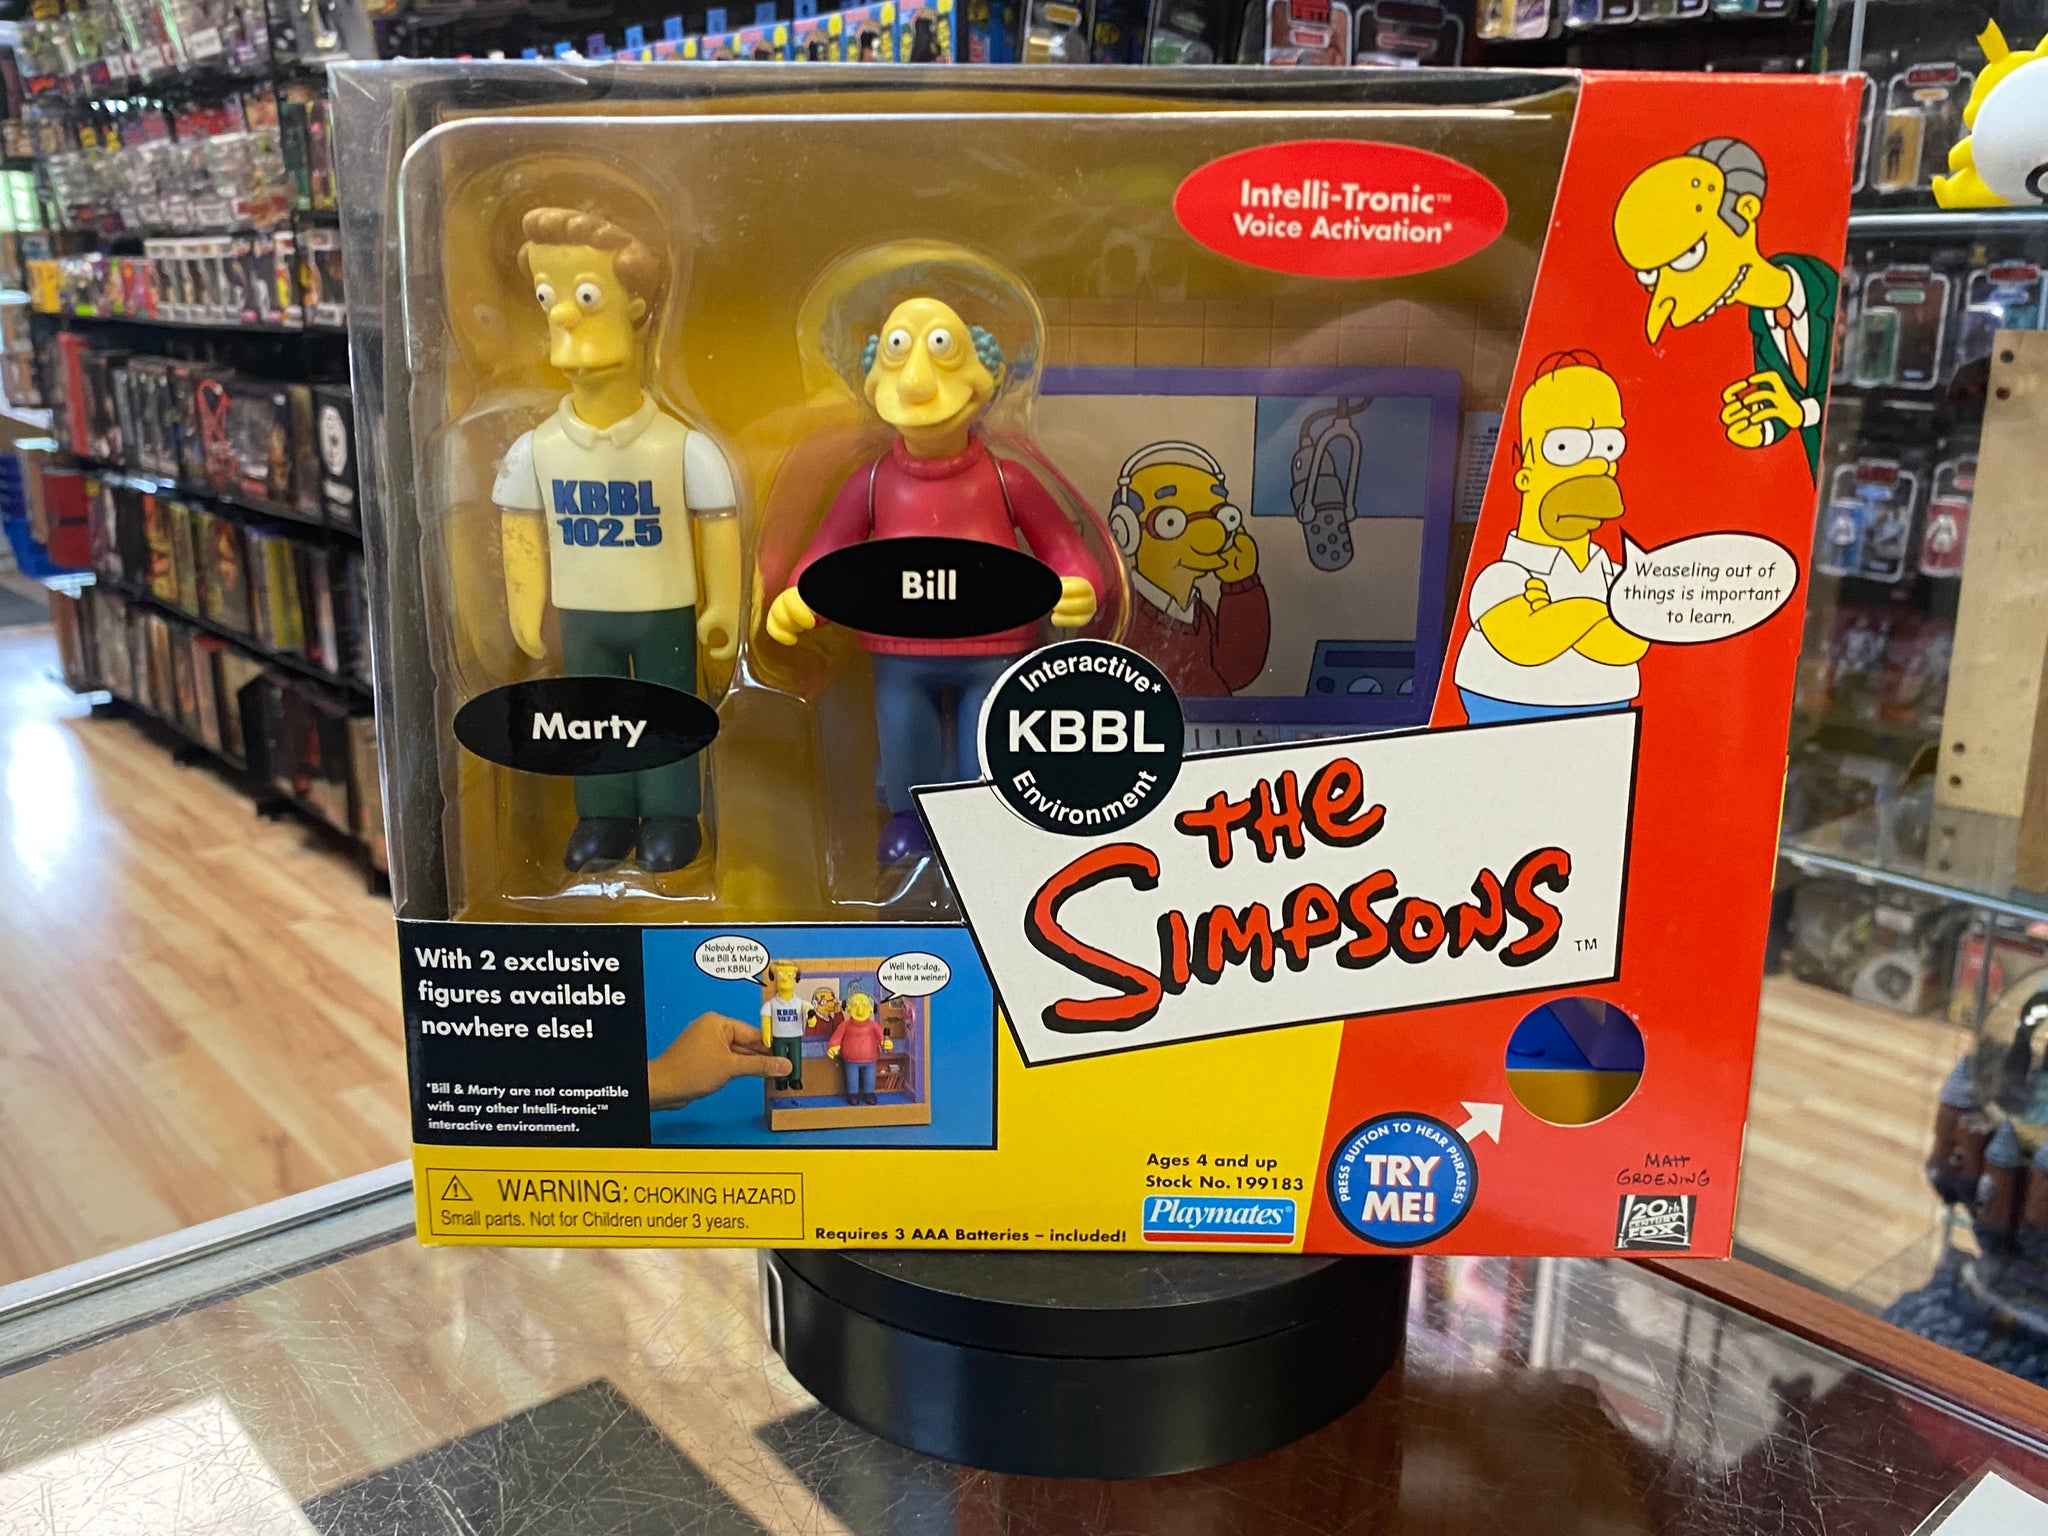 Intelli-Tronic™
Voice Activation*
KBBL
102.5
Bill
Marty
Weaseling out of
things is important
to learn.
Interactive*
KBBL
Environment
THE
SIMPSONS
TM
With 2 exclusive
figures available
nowhere else!
*Bill & Marty are not compatible
with any other Intelli-tronic™
interactive environment.
Nobody rocks
like Bill & Marty
on KBBL!
Well hot-dog,
we have a weiner!
KBBL
WARNING: CHOKING HAZARD
Small parts. Not for Children under 3 years.
Requires 3 AAA Batteries – included!
Ages 4 and up
Stock No. 199183
Playmates®
PRESS BUTTON TO HEAR PHRASES!
TRY
ME!
MATT
GROENING
20th
CENTURY
FOX